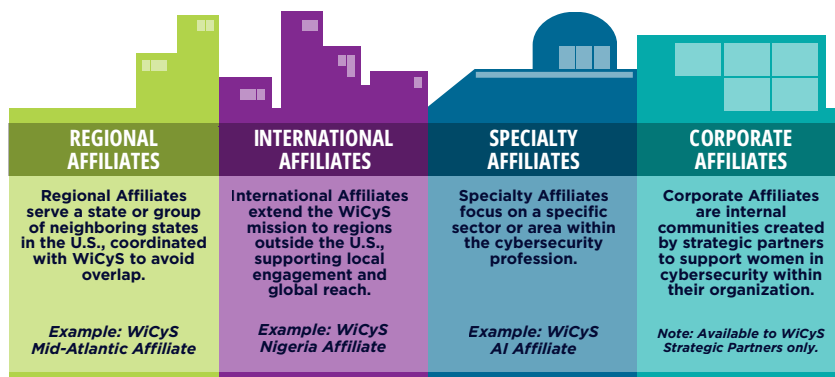 REGIONAL
AFFILIATES
Regional Affiliates
serve a state or group
of neighboring states
in the U.S., coordinated
with WiCyS to avoid
overlap.
Example: WiCyS
Mid-Atlantic Affiliate
INTERNATIONAL
AFFILIATES
International Affiliates
extend the WiCyS
mission to regions
outside the U.S.,
supporting local
engagement and
global reach.
Example: WiCyS
Nigeria Affiliate
SPECIALTY
AFFILIATES
Specialty Affiliates
focus on a specific
sector or area within
the cybersecurity
profession.
Example: WiCyS
AI Affiliate
CORPORATE
AFFILIATES
Corporate Affiliates
are internal
communities created
by strategic partners
to support women in
cybersecurity within
their organization.
Note: Available to WiCyS
Strategic Partners only.